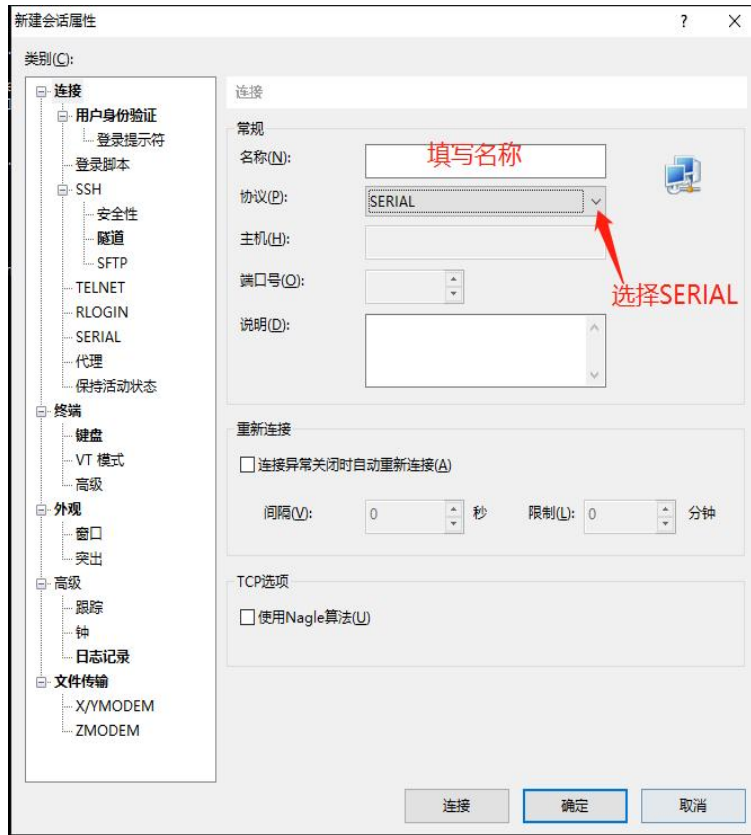 新建会话属性
类别(C):
连接
用户身份验证
登录提示符
登录脚本
SSH
安全性
隧道
SFTP
TELNET
RLOGIN
SERIAL
代理
保持活动状态
终端
键盘
VT 模式
高级
外观
窗口
突出
高级
跟踪
钟
日志记录
文件传输
X/YMODEM
ZMODEM
连接
常规
名称(N):
填写名称
协议(P):
SERIAL
主机(H):
端口号(O):
选择SERIAL
说明(D):
重新连接
连接异常关闭时自动重新连接(A)
间隔(V): 0 秒 限制(L): 0 分钟
TCP选项
使用Nagle算法(U)
连接 确定 取消